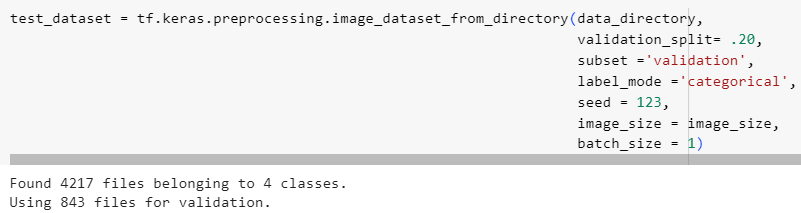 test_dataset = tf.keras.preprocessing.image_dataset_from_directory(data_directory,
validation_split= .20,
subset ='validation',
label_mode ='categorical',
seed = 123,
image_size = image_size,
batch_size = 1)
Found 4217 files belonging to 4 classes.
Using 843 files for validation.